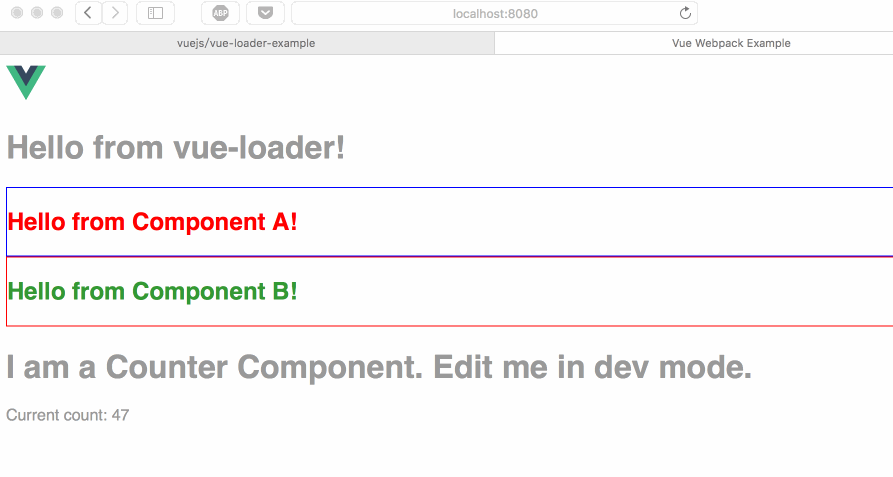 ABP
localhost:8080
vuejs/vue-loader-example
Vue Webpack Example
Hello from vue-loader!
Hello from Component A!
Hello from Component B!
I am a Counter Component. Edit me in dev mode.
Current count: 47